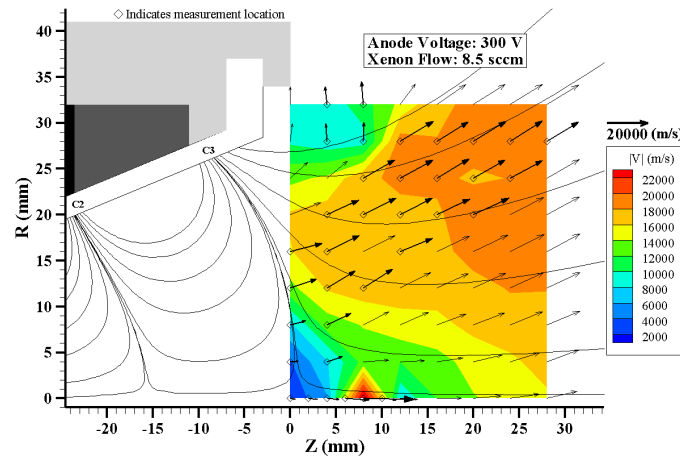 ◇ Indicates measurement location
Anode Voltage: 300 V
Xenon Flow: 8.5 sccm
40
35
30
25
20
15
10
5
0
R (mm)
C3
C2
20000 (m/s)
|V| (m/s)
22000
20000
18000
16000
14000
12000
10000
8000
6000
4000
2000
-20 -15 -10 -5 0 5 10 15 20 25 30
Z (mm)